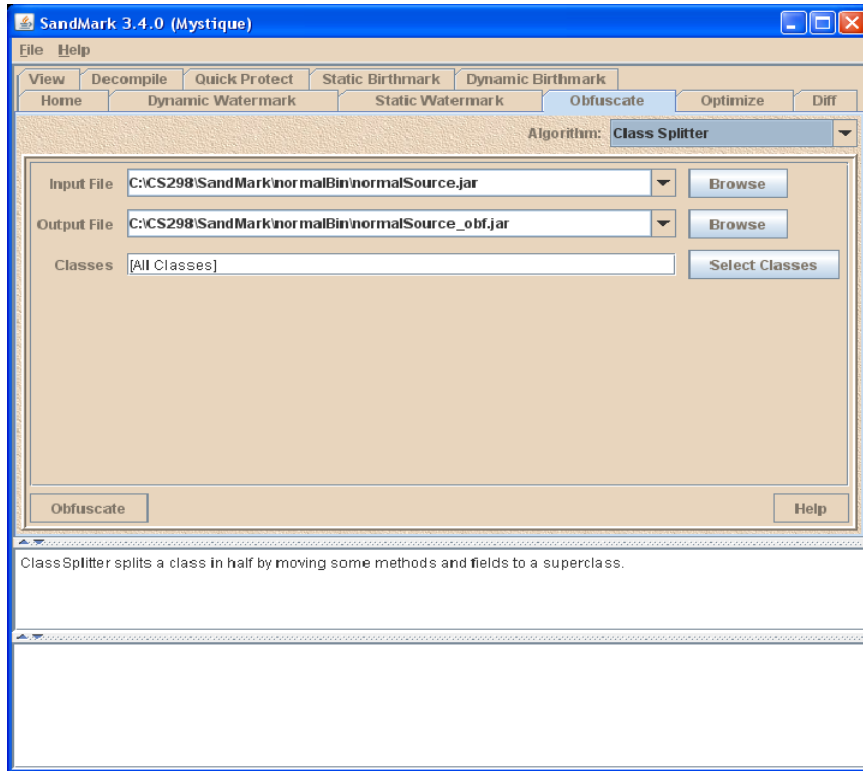 SandMark 3.4.0 (Mystique)
File Help
View Decompile Quick Protect Static Birthmark Dynamic Birthmark
Home Dynamic Watermark Static Watermark Obfuscate Optimize Diff
Algorithm: Class Splitter
Input File C:\CS298\SandMark\normalBin\normalSource.jar Browse
Output File C:\CS298\SandMark\normalBin\normalSource_obf.jar Browse
Classes [All Classes] Select Classes
Obfuscate Help
ClassSplitter splits a class in half by moving some methods and fields to a superclass.